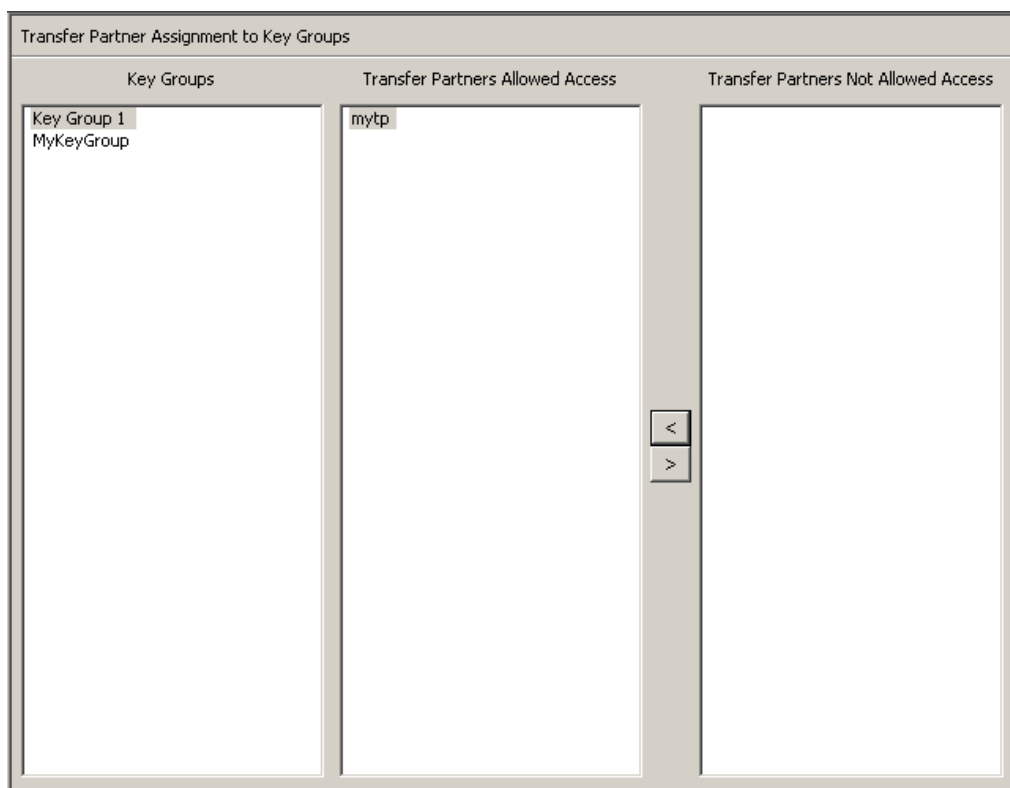 Transfer Partner Assignment to Key Groups
Key Groups
Transfer Partners Allowed Access
Transfer Partners Not Allowed Access
Key Group 1
MyKeyGroup
mytp
<
>